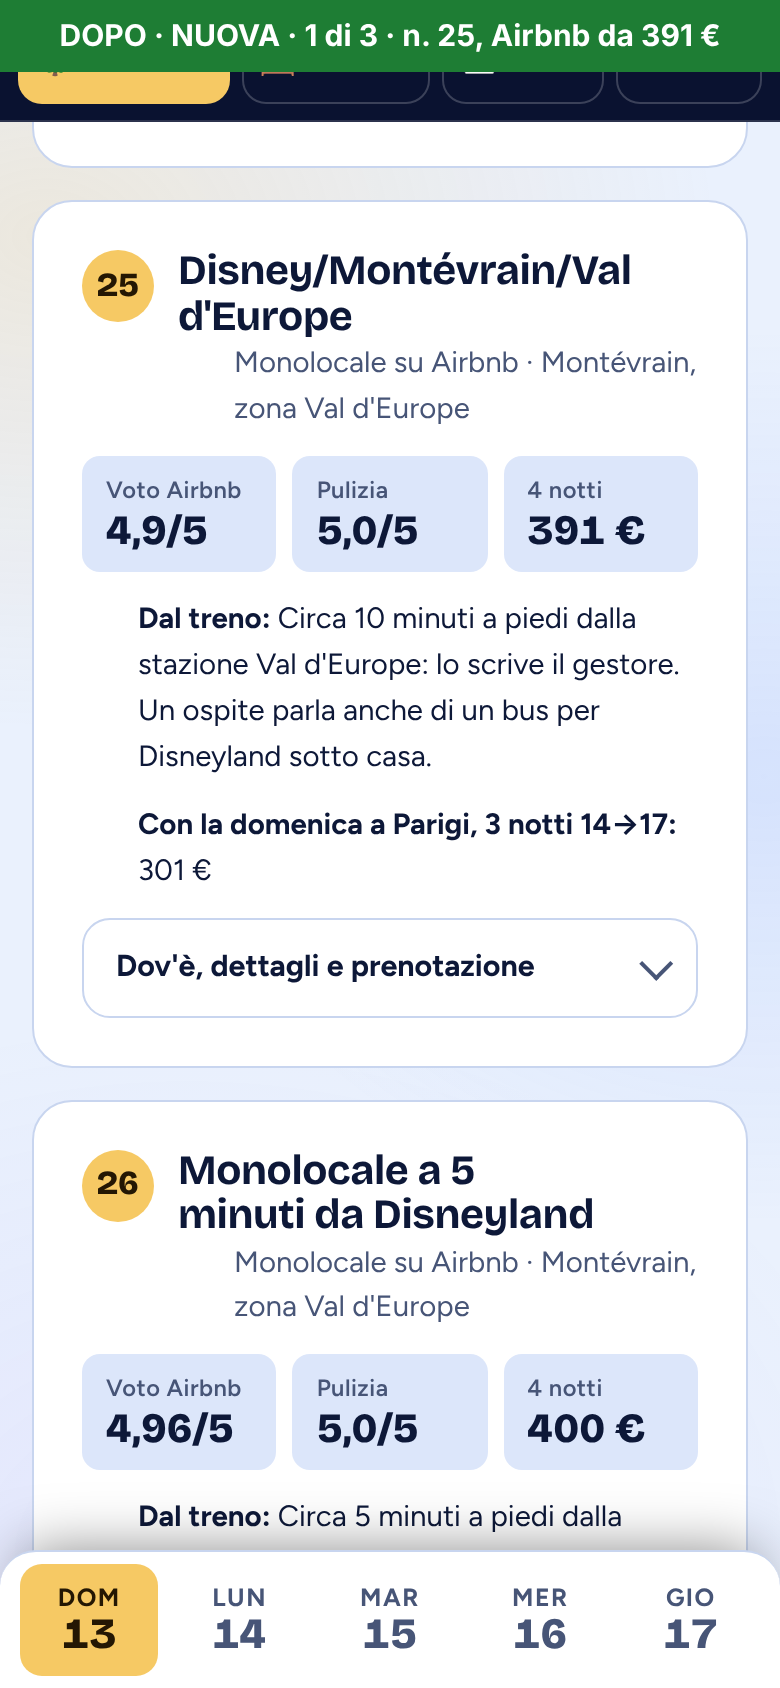 DOPO · NUOVA · 1 di 3 · n. 25, Airbnb da 391 €
25
Disney/Montévrain/Val
d'Europe
Monolocale su Airbnb · Montévrain,
zona Val d'Europe
Voto Airbnb
4,9/5
Pulizia
5,0/5
4 notti
391 €
Dal treno: Circa 10 minuti a piedi dalla
stazione Val d'Europe: lo scrive il gestore.
Un ospite parla anche di un bus per
Disneyland sotto casa.
Con la domenica a Parigi, 3 notti 14→17:
301 €
Dov'è, dettagli e prenotazione
26
Monolocale a 5
minuti da Disneyland
Monolocale su Airbnb · Montévrain,
zona Val d'Europe
Voto Airbnb
4,96/5
Pulizia
5,0/5
4 notti
400 €
Dal treno: Circa 5 minuti a piedi dalla
DOM
13
LUN
14
MAR
15
MER
16
GIO
17